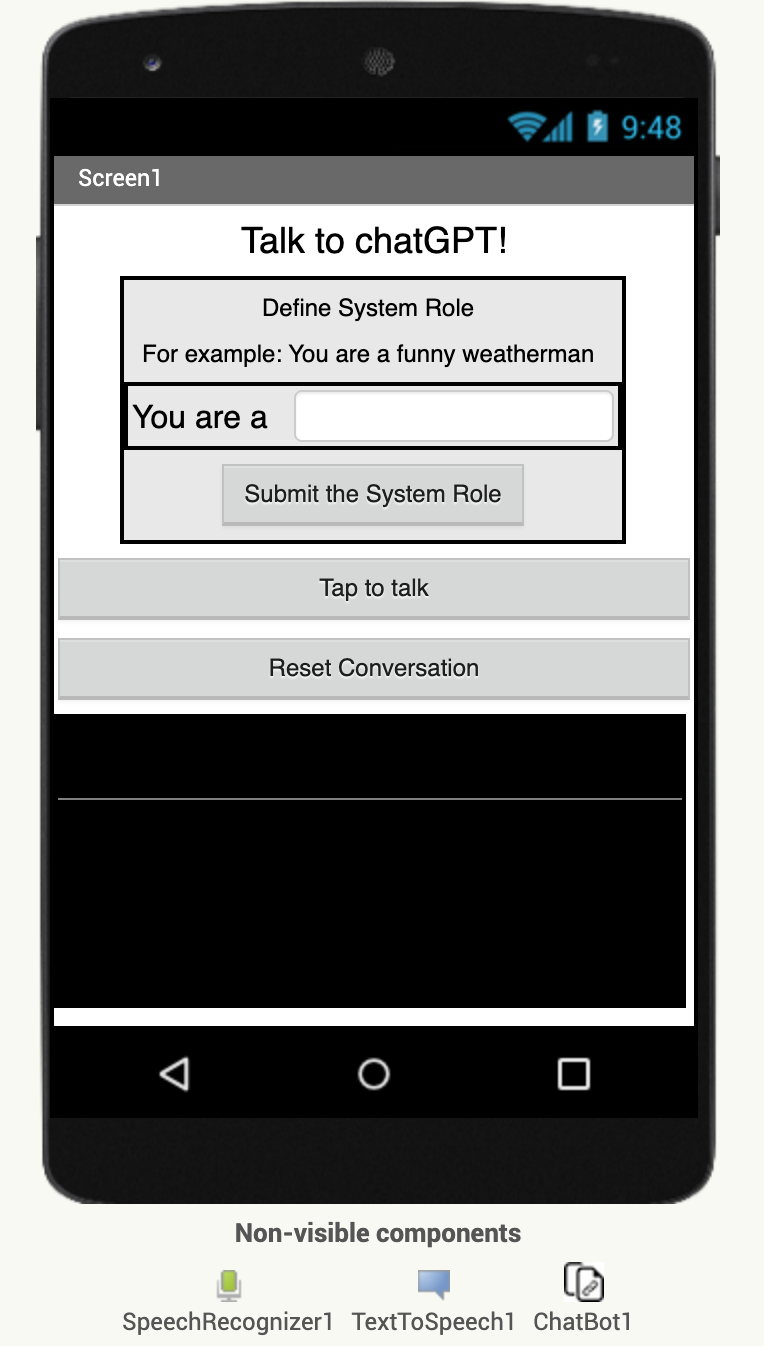 9:48
Screen1
Talk to chatGPT!
Define System Role
For example: You are a funny weatherman
You are a
Submit the System Role
Tap to talk
Reset Conversation
Non-visible components
SpeechRecognizer1 TextToSpeech1 ChatBot1